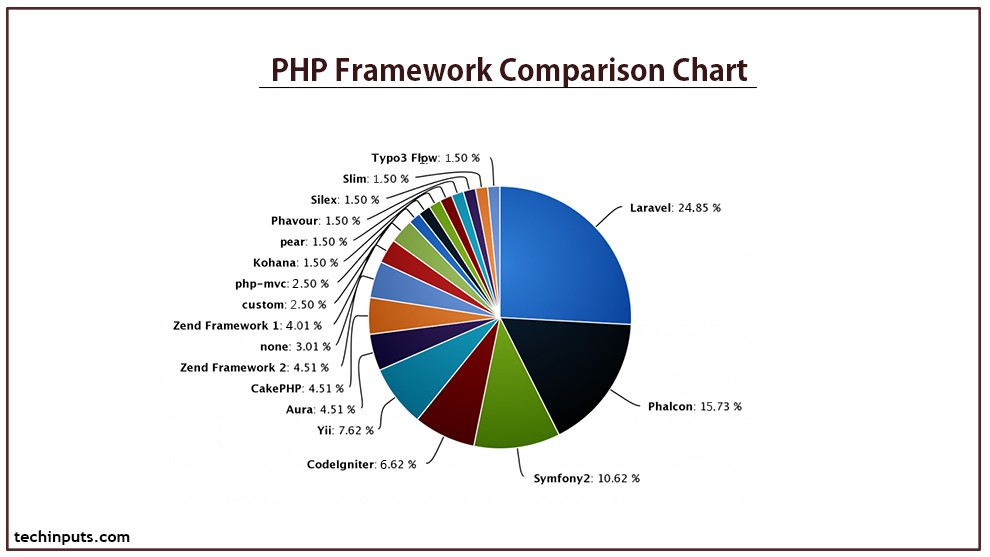 PHP Framework Comparison Chart
Typo3 Flow: 1.50 %
Slim: 1.50 %
Silex: 1.50 %
Phavour: 1.50 %
pear: 1.50 %
Kohana: 1.50 %
php-mvc: 2.50 %
custom: 2.50 %
Zend Framework 1: 4.01 %
none: 3.01 %
Zend Framework 2: 4.51 %
CakePHP: 4.51 %
Aura: 4.51 %
Yii: 7.62 %
CodeIgniter: 6.62 %
Symfony2: 10.62 %
Phalcon: 15.73 %
Laravel: 24.85 %
techinputs.com